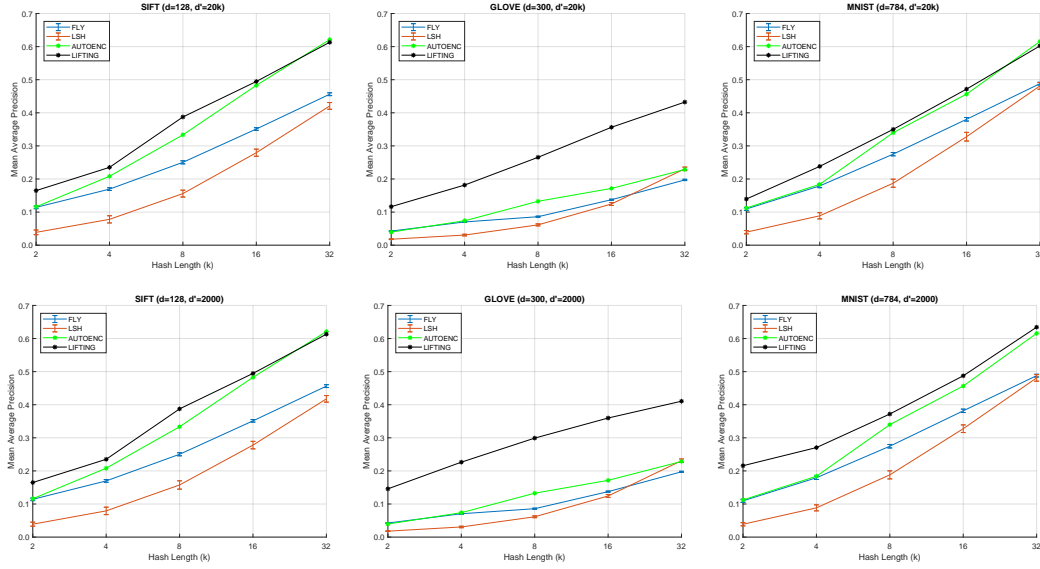 SIFT (d=128, d'=20k)
0.7
0.6
0.5
0.4
0.3
0.2
0.1
0.0
Mean Average Precision
FLY
LSH
AUTOENC
LIFTING
2 4 8 16 32
Hash Length (k)
GLOVE (d=300, d'=20k)
0.7
0.6
0.5
0.4
0.3
0.2
0.1
0.0
Mean Average Precision
FLY
LSH
AUTOENC
LIFTING
2 4 8 16 32
Hash Length (k)
MNIST (d=784, d'=20k)
0.7
0.6
0.5
0.4
0.3
0.2
0.1
0.0
Mean Average Precision
FLY
LSH
AUTOENC
LIFTING
2 4 8 16 32
Hash Length (k)
SIFT (d=128, d'=2000)
0.7
0.6
0.5
0.4
0.3
0.2
0.1
0.0
Mean Average Precision
FLY
LSH
AUTOENC
LIFTING
2 4 8 16 32
Hash Length (k)
GLOVE (d=300, d'=2000)
0.7
0.6
0.5
0.4
0.3
0.2
0.1
0.0
Mean Average Precision
FLY
LSH
AUTOENC
LIFTING
2 4 8 16 32
Hash Length (k)
MNIST (d=784, d'=2000)
0.7
0.6
0.5
0.4
0.3
0.2
0.1
0.0
Mean Average Precision
FLY
LSH
AUTOENC
LIFTING
2 4 8 16 32
Hash Length (k)